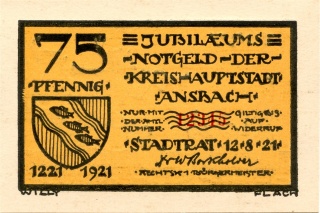 75
PFENNIG
1221 1921
JUBILÆUMS
NOTGELD · DER
KREISHAUPTSTADT
ANSBACH
NUR·MIT GILTIG·BIS
DER·AMTL· AUF·
NUMMER· WIDERRUF
·STADTRAT 12·8·21·
RECHTSK·I·BÜRGERMEISTER·
WILLY FLACH